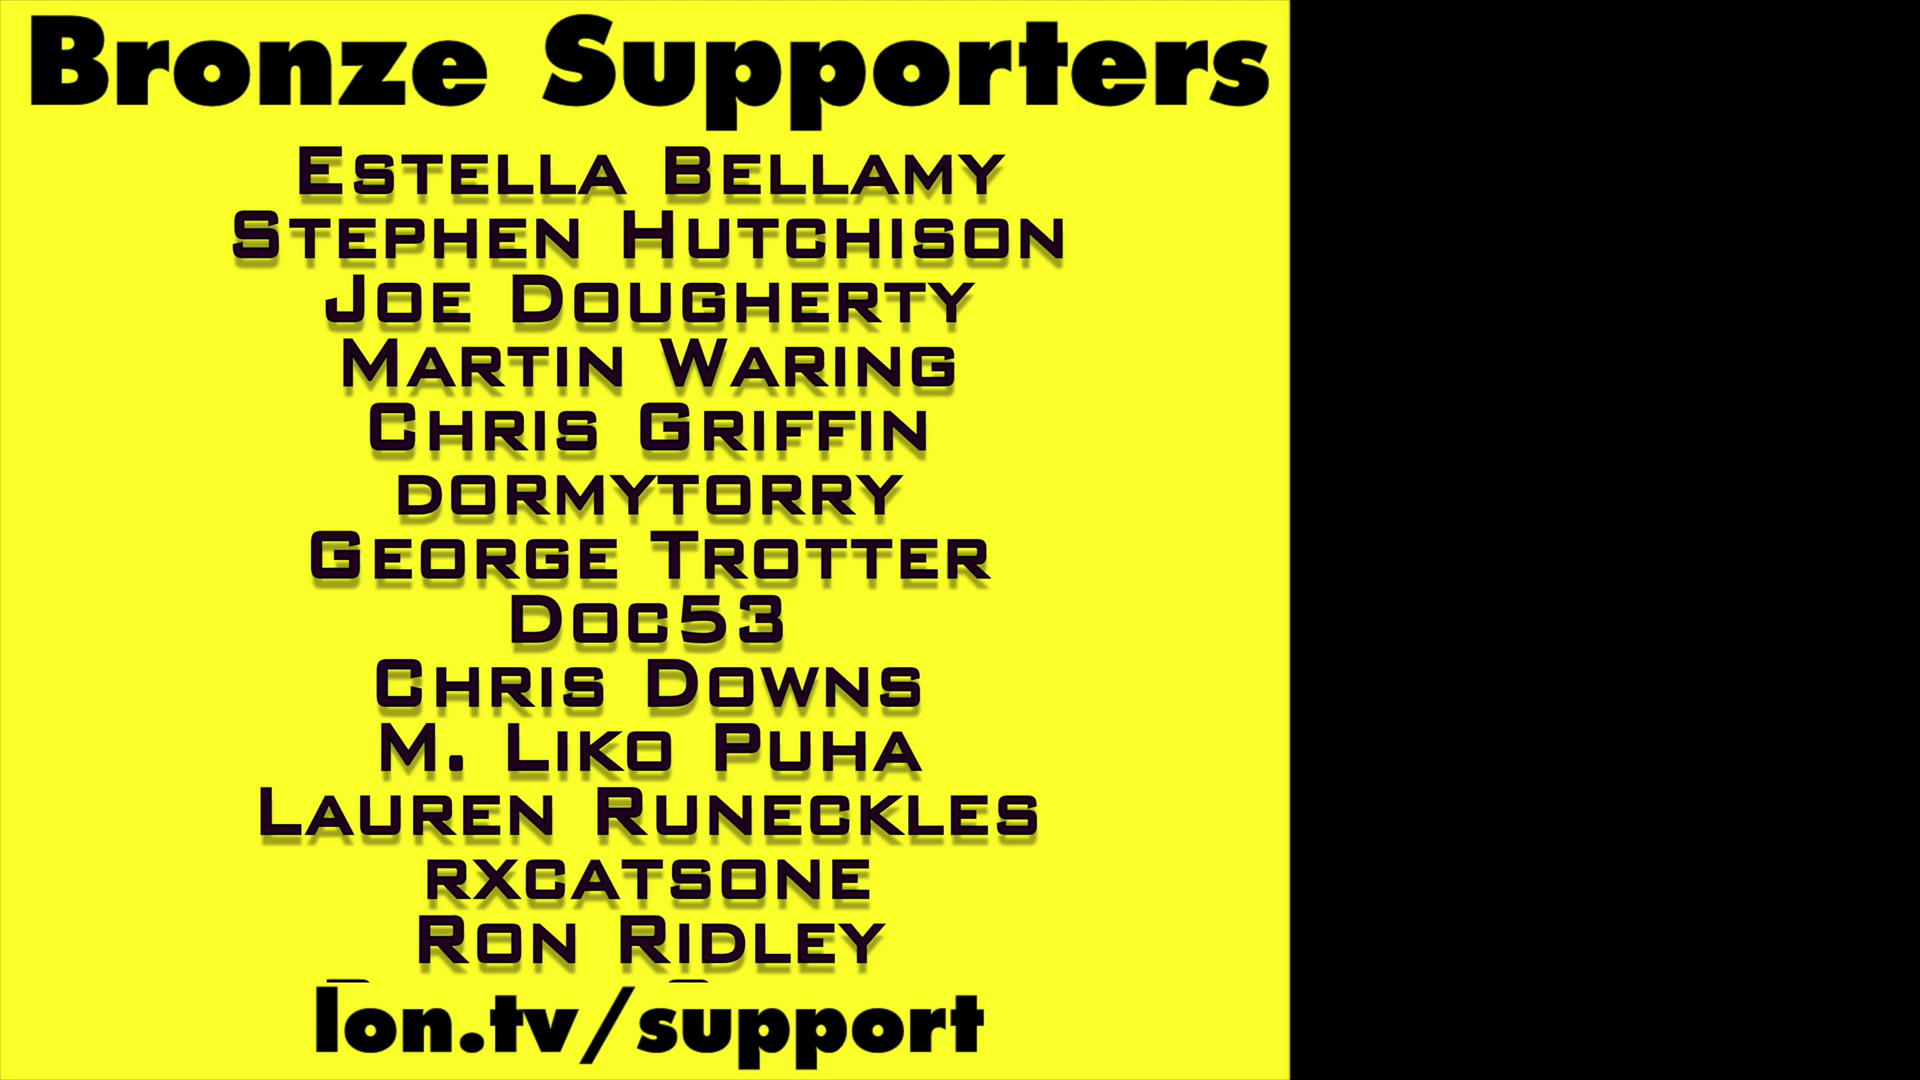 Bronze Supporters
Estella Bellamy
Stephen Hutchison
Joe Dougherty
Martin Waring
Chris Griffin
dormytorry
George Trotter
Doc53
Chris Downs
M. Liko Puha
Lauren Runeckles
rxcatsone
Ron Ridley
lon.tv/support